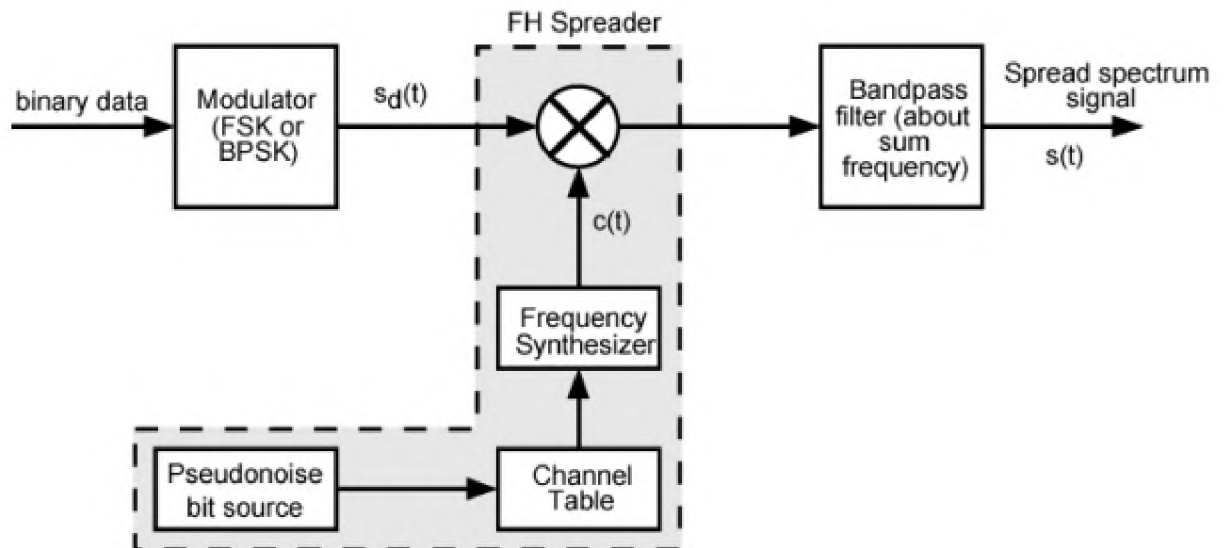 FH Spreader
binary data
Modulator
(FSK or
BPSK)
sd(t)
Bandpass
filter (about
sum
frequency)
Spread spectrum
signal
s(t)
c(t)
Frequency
Synthesizer
Pseudonoise
bit source
Channel
Table